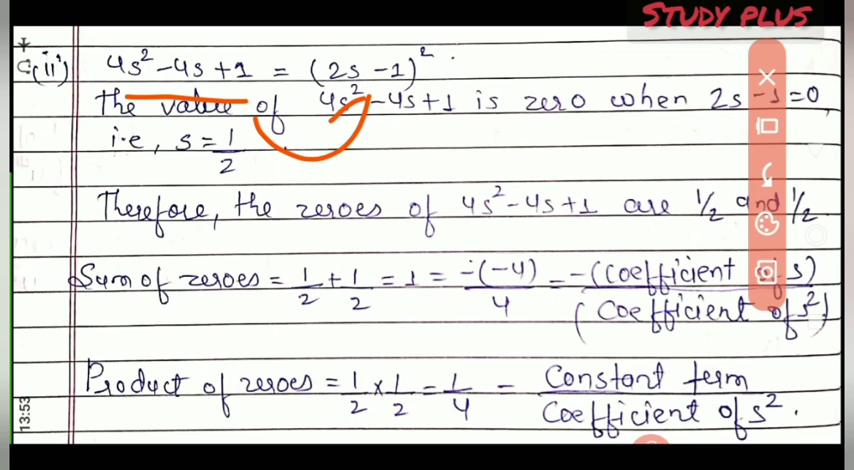 STUDY PLUS
(ii) 4s² - 4s + 1 = (2s - 1)².
The value of 4s² - 4s + 1 is zero when 2s - 1 = 0,
i.e, s = 1/2.
Therefore, the zeroes of 4s² - 4s + 1 are 1/2 and 1/2.
Sum of zeroes = 1/2 + 1/2 = 1 = -(-4)/4 = -(Coefficient of s)/(Coefficient of s²)
Product of zeroes = 1/2 × 1/2 = 1/4 = Constant term/Coefficient of s².
13:53